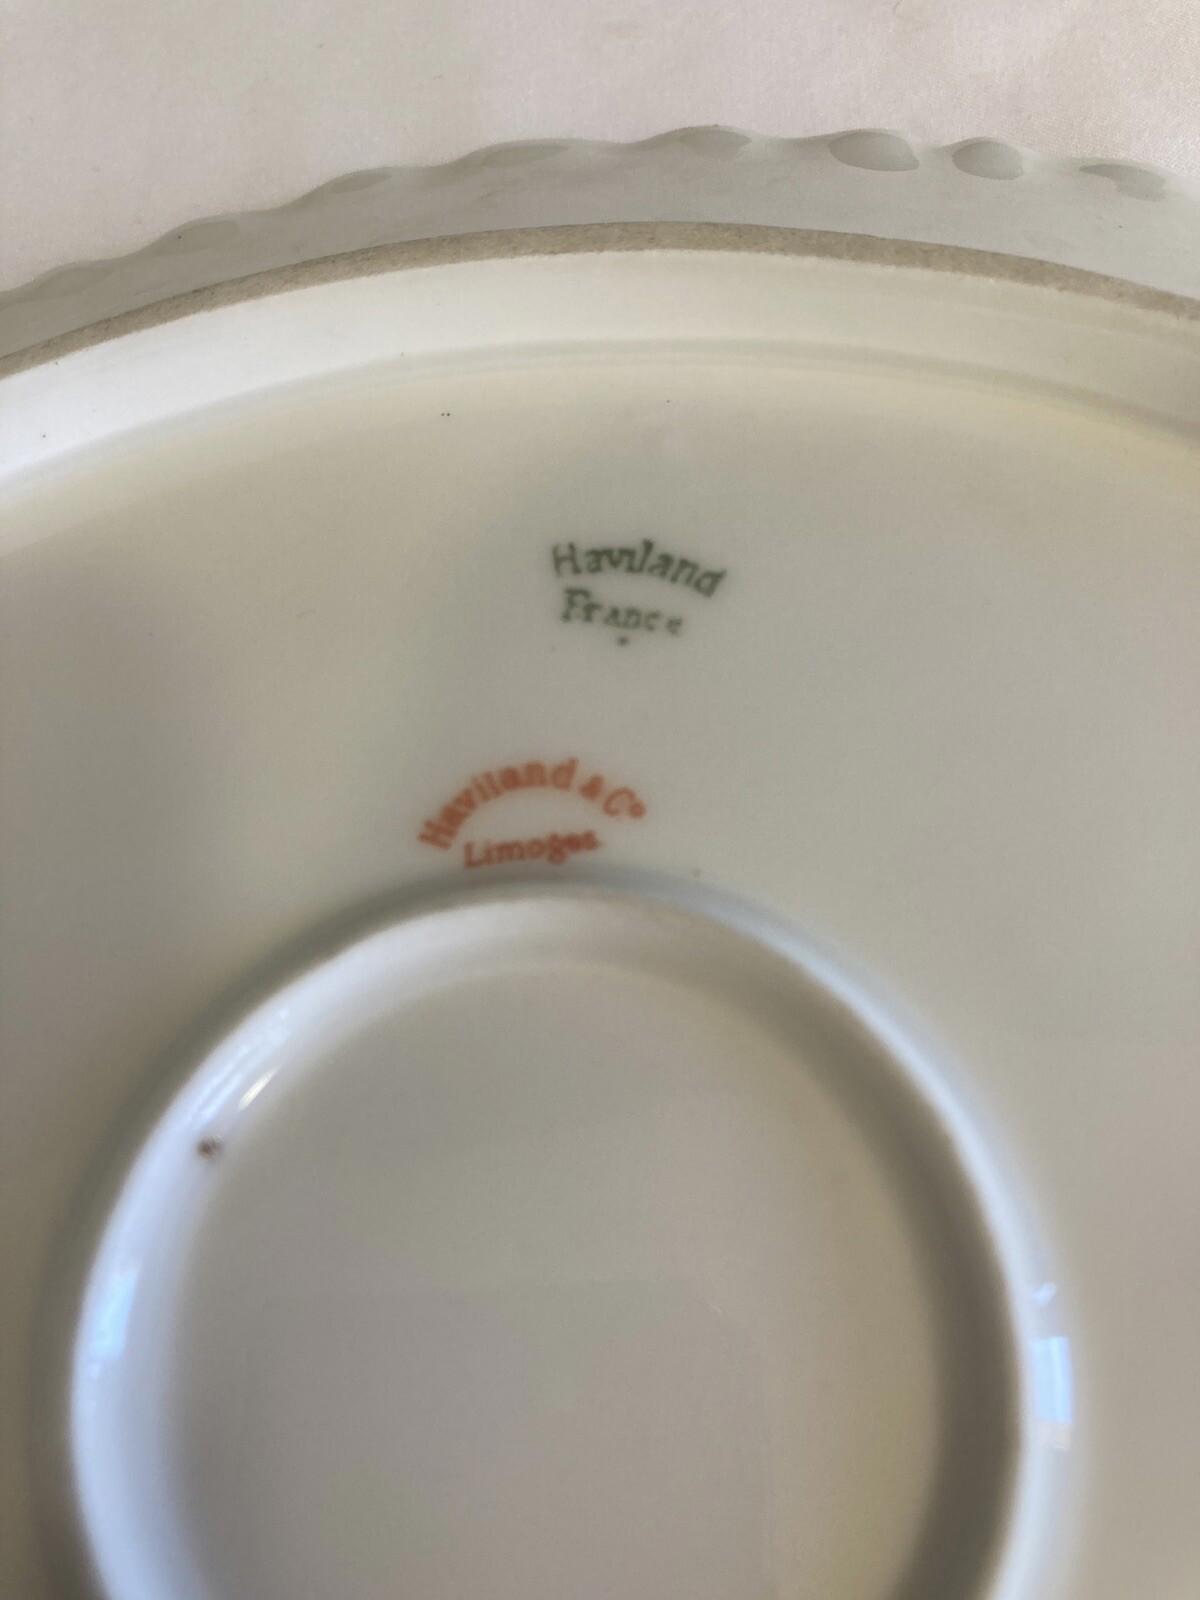 Haviland
France
Haviland & Co
Limoges